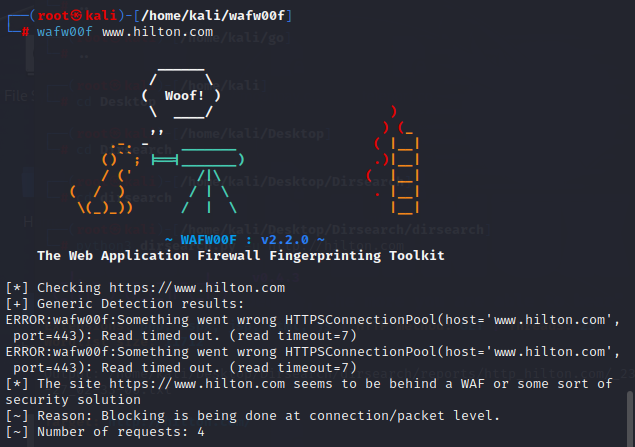 (root㉿kali)-[/home/kali/wafw00f]
# wafw00f www.hilton.com
Woof!
~ WAFW00F : v2.2.0 ~
The Web Application Firewall Fingerprinting Toolkit
[*] Checking https://www.hilton.com
[+] Generic Detection results:
ERROR:wafw00f:Something went wrong HTTPSConnectionPool(host='www.hilton.com',
port=443): Read timed out. (read timeout=7)
ERROR:wafw00f:Something went wrong HTTPSConnectionPool(host='www.hilton.com',
port=443): Read timed out. (read timeout=7)
[*] The site https://www.hilton.com seems to be behind a WAF or some sort of
security solution
[~] Reason: Blocking is being done at connection/packet level.
[~] Number of requests: 4